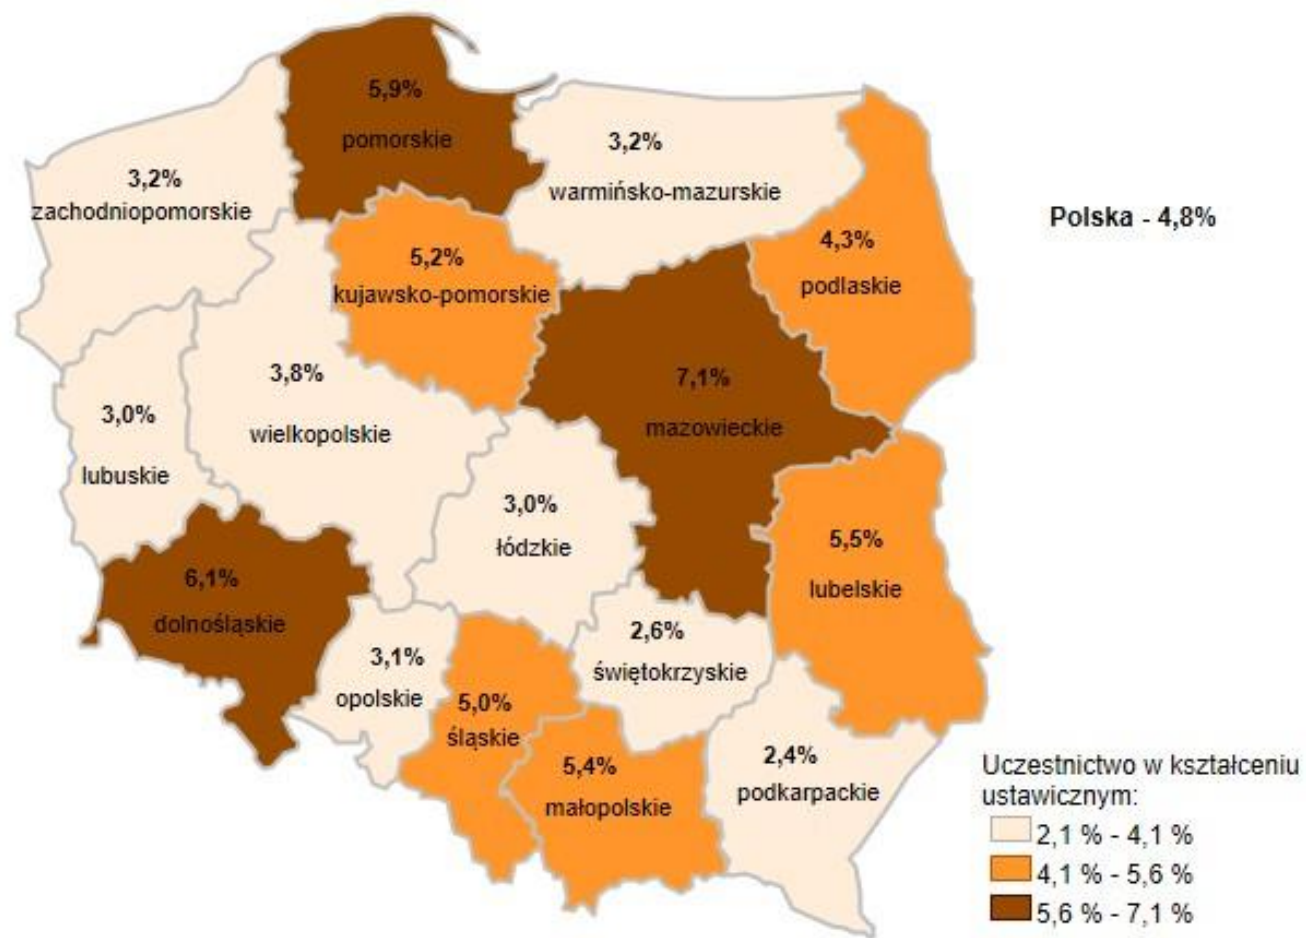 5,9%
pomorskie
3,2%
warmińsko-mazurskie
3,2%
zachodniopomorskie
Polska - 4,8%
4,3%
podlaskie
5,2%
kujawsko-pomorskie
3,8%
wielkopolskie
7,1%
mazowieckie
3,0%
lubuskie
3,0%
łódzkie
5,5%
lubelskie
6,1%
dolnośląskie
2,6%
świętokrzyskie
3,1%
opolskie
5,0%
śląskie
5,4%
małopolskie
2,4%
podkarpackie
Uczestnictwo w kształceniu
ustawicznym:
2,1 % - 4,1 %
4,1 % - 5,6 %
5,6 % - 7,1 %